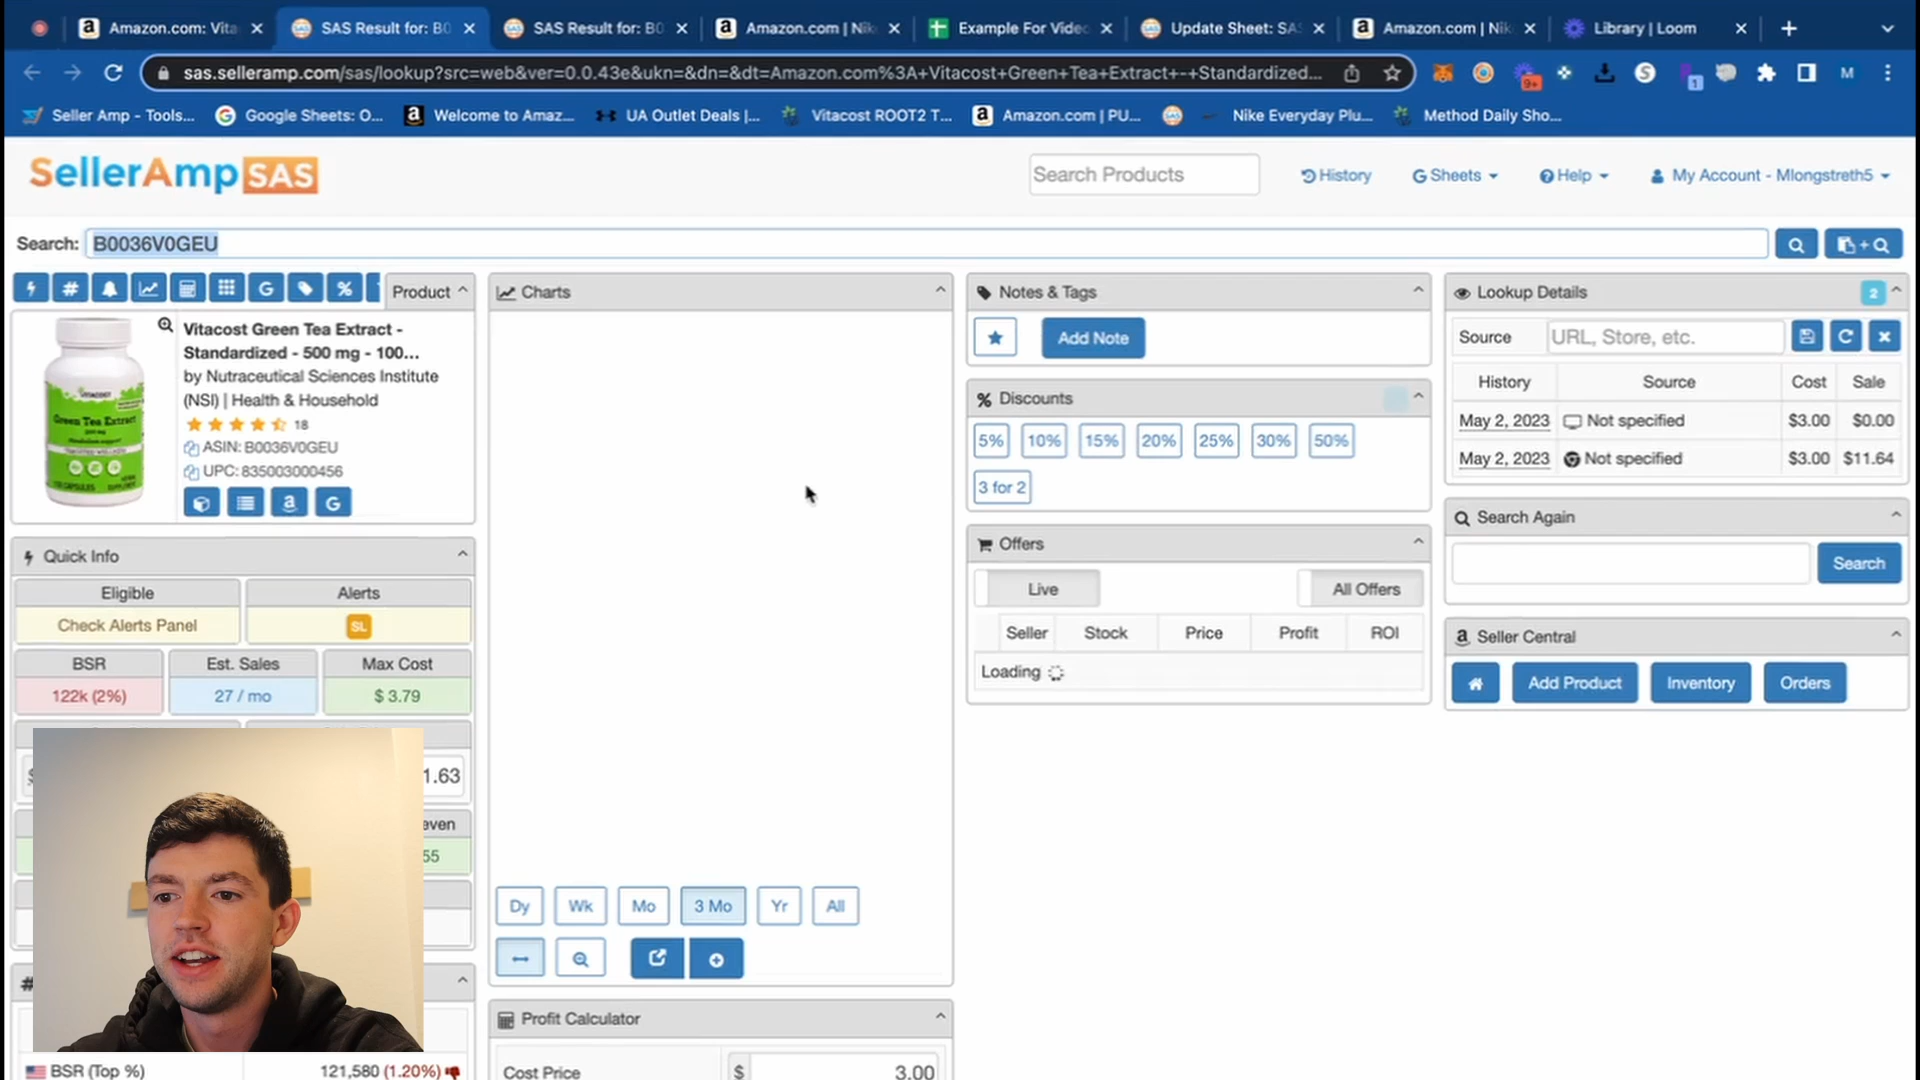 Amazon.com: Vita
SAS Result for: B0
SAS Result for: B0
Amazon.com | Nik
Example For Video
Update Sheet: SAS
Amazon.com | Nik
Library | Loom
sas.selleramp.com/sas/lookup?src=web&ver=0.0.43e&ukn=&dn=&dt=Amazon.com%3A+Vitacost+Green+Tea+Extract+-+Standardized...
9+
1
M
Seller Amp - Tools...
Google Sheets: O...
Welcome to Amaz...
UA Outlet Deals |...
Vitacost ROOT2 T...
Amazon.com | PU...
Nike Everyday Plu...
Method Daily Sho...
SellerAmp SAS
Search Products
History
G Sheets
Help
My Account - Mlongstreth5
Search: B0036V0GEU
Product
Vitacost Green Tea Extract -
Standardized - 500 mg - 100...
by Nutraceutical Sciences Institute
(NSI) | Health & Household
18
ASIN: B0036V0GEU
UPC: 835003000456
VITACOST
Green Tea Extract
Quick Info
Eligible Alerts
Check Alerts Panel SL
BSR Est. Sales Max Cost
122k (2%) 27 / mo $ 3.79
1.63
even
55
BSR (Top %) 121,580 (1.20%)
Charts
Dy Wk Mo 3 Mo Yr All
Profit Calculator
Cost Price $ 3.00
Notes & Tags
Add Note
Discounts
5% 10% 15% 20% 25% 30% 50%
3 for 2
Offers
Live All Offers
Seller Stock Price Profit ROI
Loading
Lookup Details 2
Source URL, Store, etc.
History Source Cost Sale
May 2, 2023 Not specified $3.00 $0.00
May 2, 2023 Not specified $3.00 $11.64
Search Again
Search
Seller Central
Add Product Inventory Orders